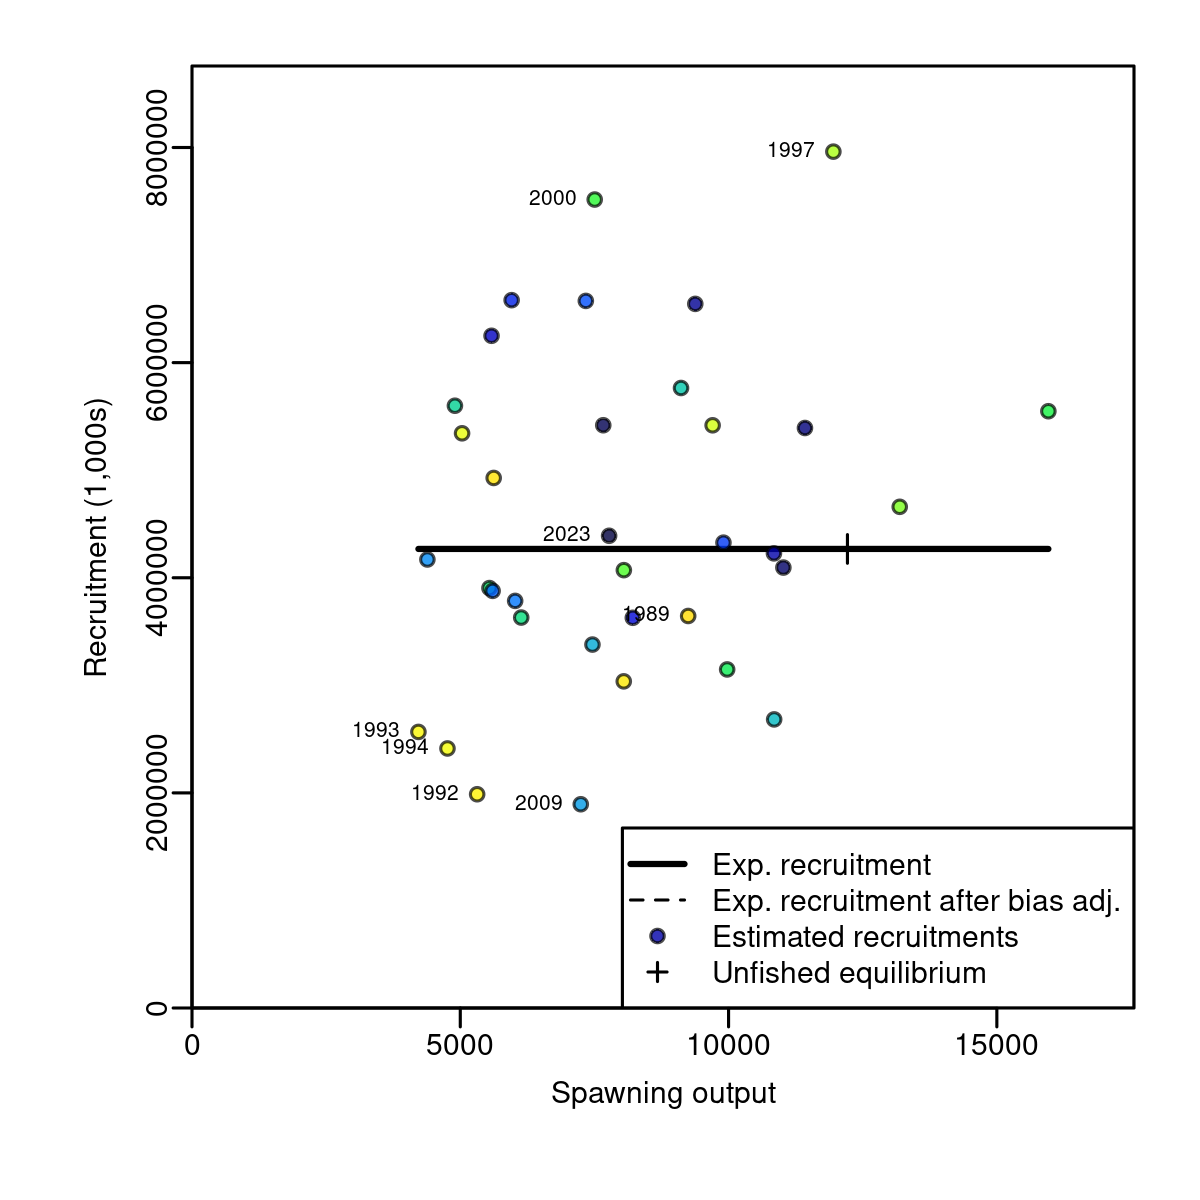 8000000
6000000
4000000
2000000
0
Recruitment (1,000s)
1997
2000
2023
1989
1993
1994
1992
2009
Exp. recruitment
Exp. recruitment after bias adj.
Estimated recruitments
Unfished equilibrium
0
5000
10000
15000
Spawning output